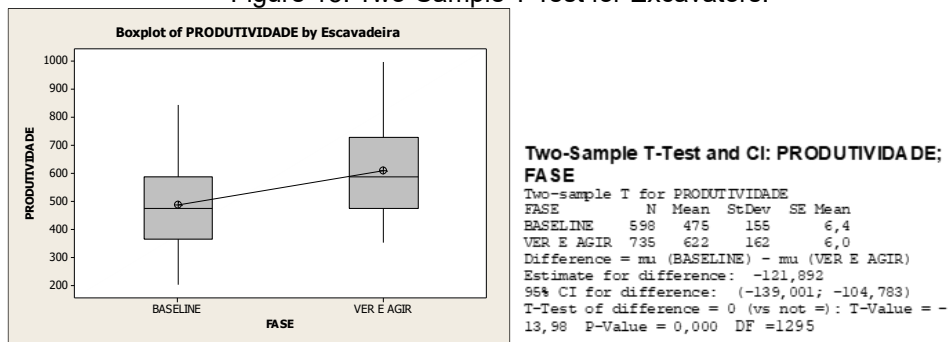 Figure 18: Two-Sample T-Test for Excavators.
Boxplot of PRODUTIVIDADE by Escavadeira
1000
900
800
700
600
500
400
300
200
PRODUTIVIDADE
BASELINE
VER E AGIR
FASE
Two-Sample T-Test and CI: PRODUTIVIDADE;
FASE
Two-sample T for PRODUTIVIDADE
FASE N Mean StDev SE Mean
BASELINE 598 475 155 6,4
VER E AGIR 735 622 162 6,0
Difference = mu (BASELINE) - mu (VER E AGIR)
Estimate for difference: -121,892
95% CI for difference: (-139,001; -104,783)
T-Test of difference = 0 (vs not =): T-Value = -
13,98 P-Value = 0,000 DF =1295